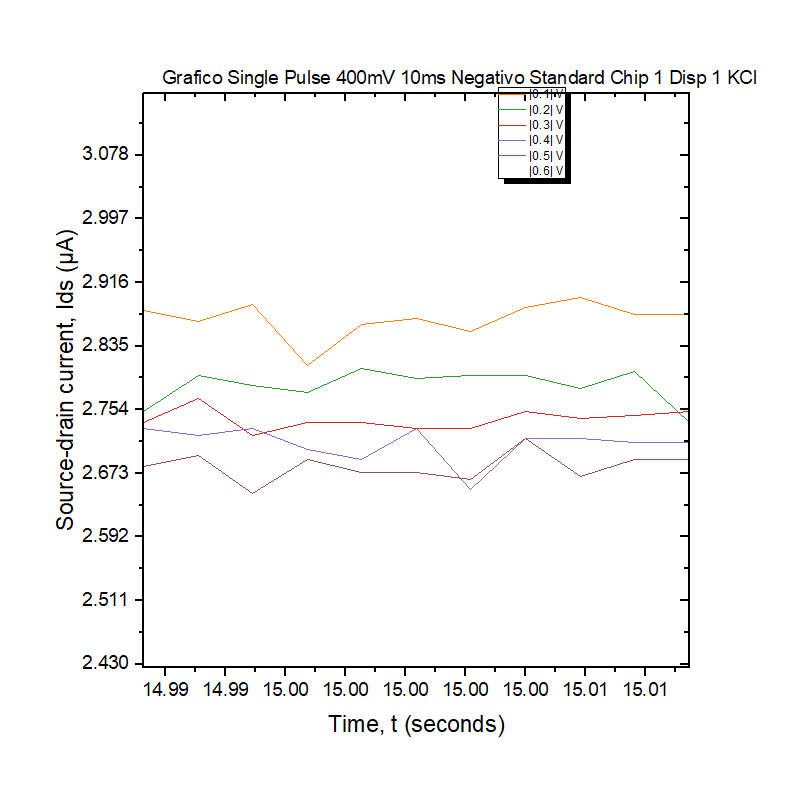 Grafico Single Pulse 400mV 10ms Negativo Standard Chip 1 Disp 1 KCl
|0.1| V
|0.2| V
|0.3| V
|0.4| V
|0.5| V
|0.6| V
3.078
2.997
2.916
2.835
2.754
2.673
2.592
2.511
2.430
Source-drain current, Ids (μA)
14.99 14.99 15.00 15.00 15.00 15.00 15.00 15.01 15.01
Time, t (seconds)